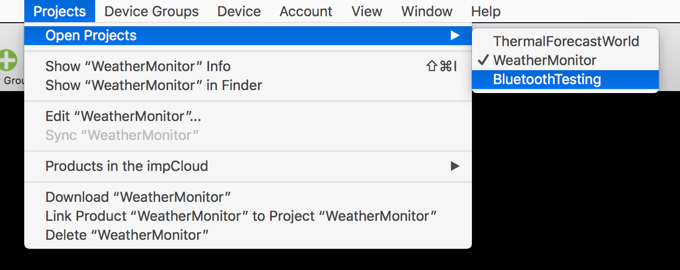 Projects Device Groups Device Account View Window Help
Open Projects
ThermalForecastWorld
✓ WeatherMonitor
BluetoothTesting
Show “WeatherMonitor” Info ⇧⌘I
Show “WeatherMonitor” in Finder
Edit “WeatherMonitor”...
Sync “WeatherMonitor”
Products in the impCloud
Download “WeatherMonitor”
Link Product “WeatherMonitor” to Project “WeatherMonitor”
Delete “WeatherMonitor”